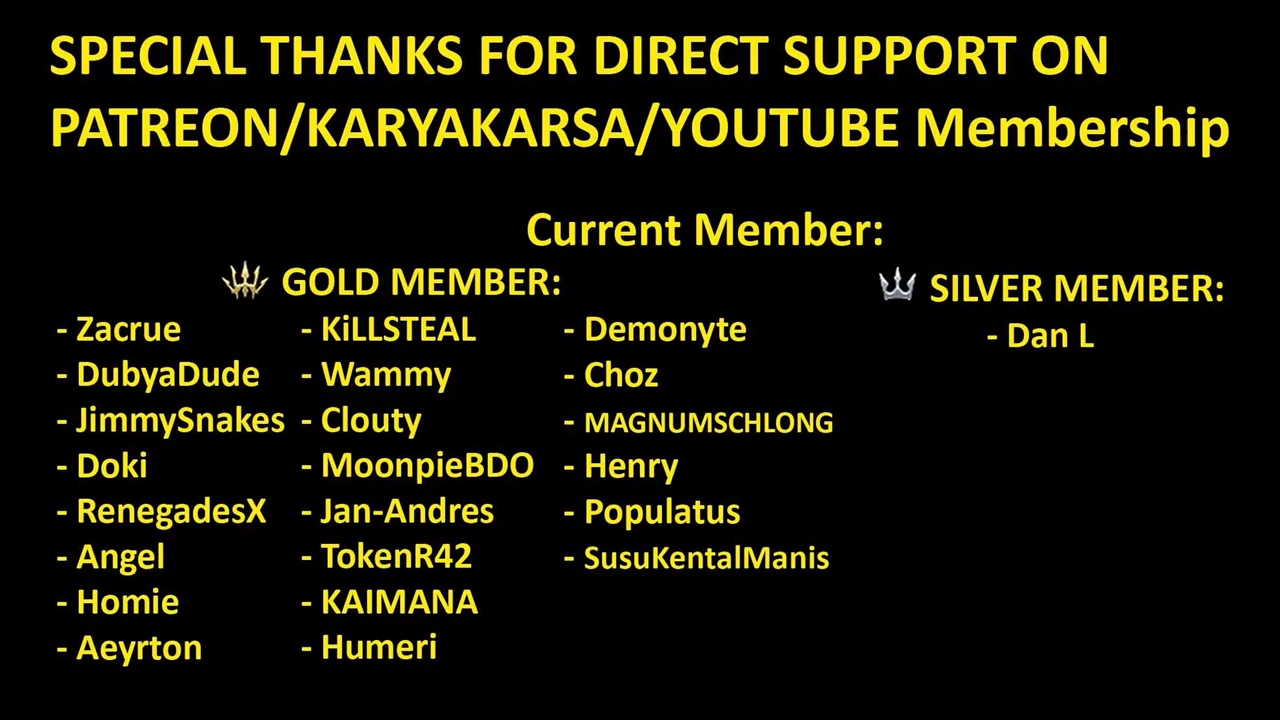 SPECIAL THANKS FOR DIRECT SUPPORT ON
PATREON/KARYAKARSA/YOUTUBE Membership
Current Member:
GOLD MEMBER:
- Zacrue
- DubyaDude
- JimmySnakes
- Doki
- RenegadesX
- Angel
- Homie
- Aeyrton
- KiLLSTEAL
- Wammy
- Clouty
- MoonpieBDO
- Jan-Andres
- TokenR42
- KAIMANA
- Humeri
- Demonyte
- Choz
- MAGNUMSCHLONG
- Henry
- Populatus
- SusuKentalManis
SILVER MEMBER:
- Dan L